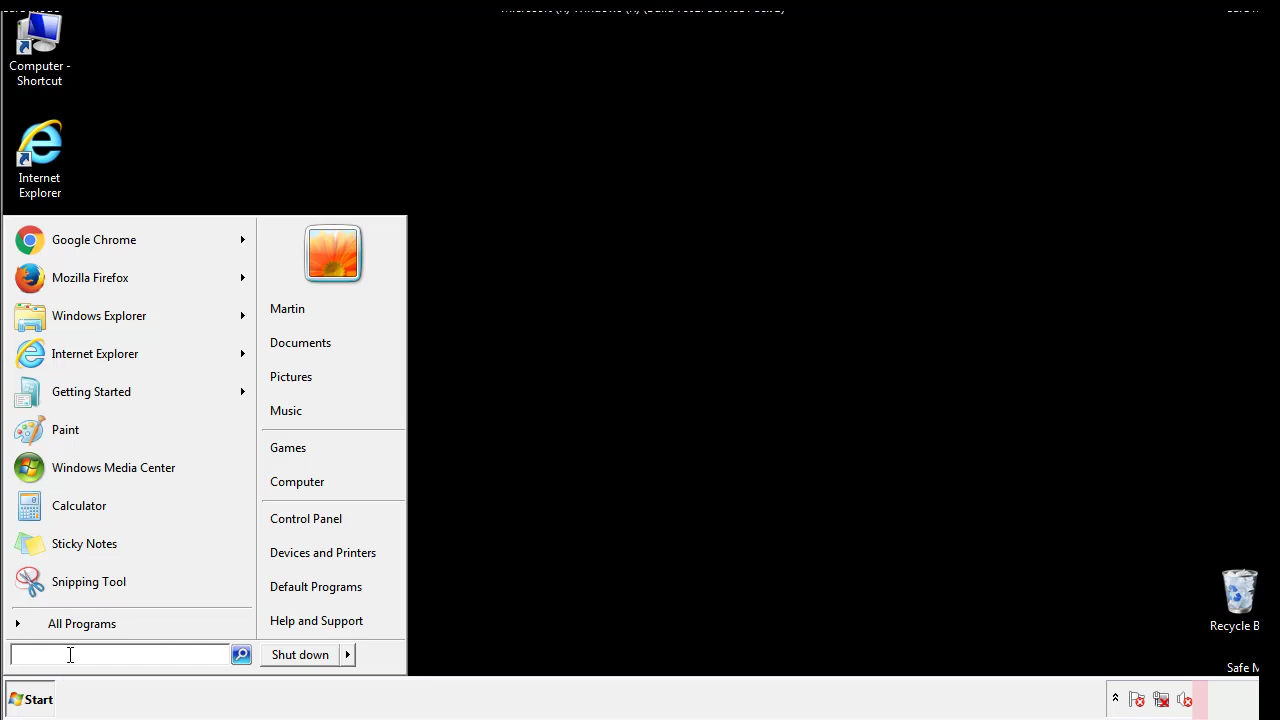 Computer -
Shortcut
Internet
Explorer
Google Chrome
Mozilla Firefox
Windows Explorer
Internet Explorer
Getting Started
Paint
Windows Media Center
Calculator
Sticky Notes
Snipping Tool
All Programs
Martin
Documents
Pictures
Music
Games
Computer
Control Panel
Devices and Printers
Default Programs
Help and Support
Shut down
Recycle B
Safe M
Start